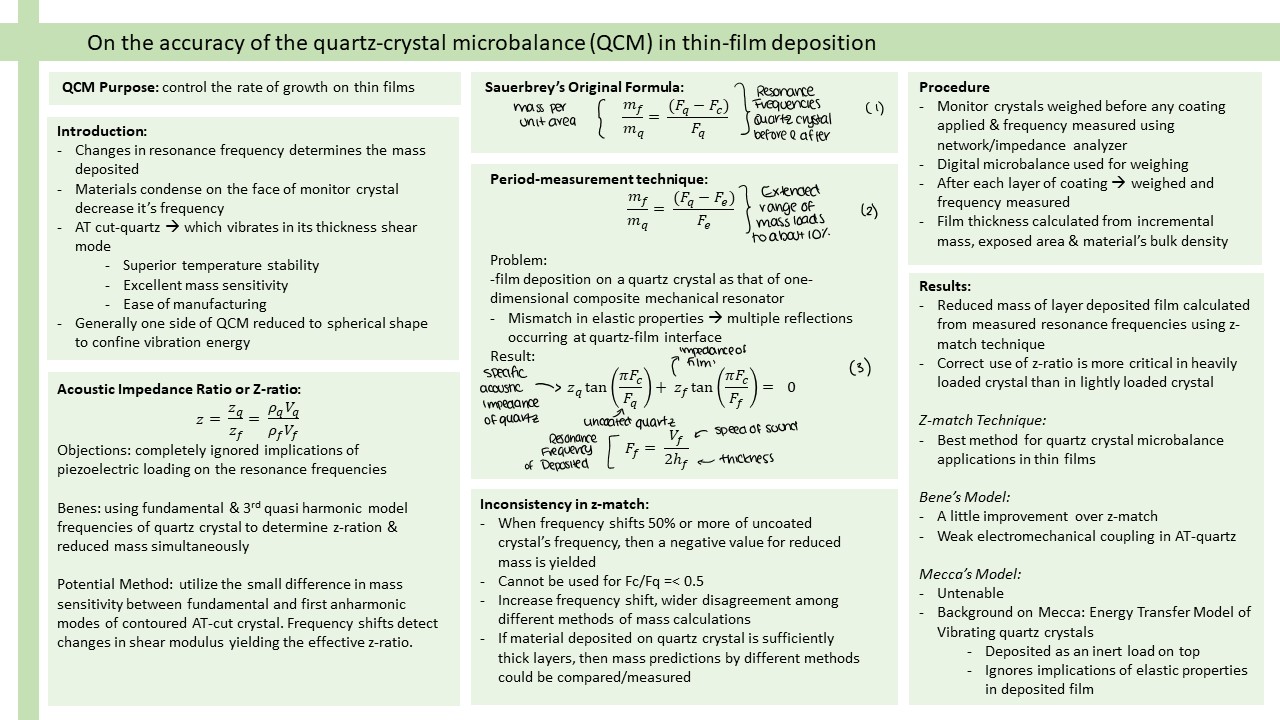 On the accuracy of the quartz-crystal microbalance (QCM) in thin-film deposition
QCM Purpose: control the rate of growth on thin films
Introduction:
- Changes in resonance frequency determines the mass
deposited
- Materials condense on the face of monitor crystal
decrease it's frequency
- AT cut-quartz → which vibrates in its thickness shear
mode
- Superior temperature stability
- Excellent mass sensitivity
- Ease of manufacturing
- Generally one side of QCM reduced to spherical shape
to confine vibration energy
Acoustic Impedance Ratio or Z-ratio:
z = z_q / z_f = ρ_q V_q / ρ_f V_f
Objections: completely ignored implications of
piezoelectric loading on the resonance frequencies
Benes: using fundamental & 3rd quasi harmonic model
frequencies of quartz crystal to determine z-ration &
reduced mass simultaneously
Potential Method: utilize the small difference in mass
sensitivity between fundamental and first anharmonic
modes of contoured AT-cut crystal. Frequency shifts detect
changes in shear modulus yielding the effective z-ratio.
Sauerbrey's Original Formula:
mass per
unit area
m_f / m_q = (F_q − F_c) / F_q
Resonance
Frequencies
Quartz crystal
before & after
(1)
Period-measurement technique:
m_f / m_q = (F_q − F_e) / F_e
Extended
range of
mass loads
to about 10%
(2)
Problem:
-film deposition on a quartz crystal as that of one-
dimensional composite mechanical resonator
- Mismatch in elastic properties → multiple reflections
occurring at quartz-film interface
Result:
impedance of
film
(3)
specific
acoustic
impedance
of quartz
z_q tan(πF_c / F_q) + z_f tan(πF_c / F_f) = 0
uncoated quartz
Resonance
Frequency
of Deposited
F_f = V_f / 2h_f
speed of sound
thickness
Inconsistency in z-match:
- When frequency shifts 50% or more of uncoated
crystal's frequency, then a negative value for reduced
mass is yielded
- Cannot be used for Fc/Fq =< 0.5
- Increase frequency shift, wider disagreement among
different methods of mass calculations
- If material deposited on quartz crystal is sufficiently
thick layers, then mass predictions by different methods
could be compared/measured
Procedure
- Monitor crystals weighed before any coating
applied & frequency measured using
network/impedance analyzer
- Digital microbalance used for weighing
- After each layer of coating → weighed and
frequency measured
- Film thickness calculated from incremental
mass, exposed area & material's bulk density
Results:
- Reduced mass of layer deposited film calculated
from measured resonance frequencies using z-
match technique
- Correct use of z-ratio is more critical in heavily
loaded crystal than in lightly loaded crystal
Z-match Technique:
- Best method for quartz crystal microbalance
applications in thin films
Bene's Model:
- A little improvement over z-match
- Weak electromechanical coupling in AT-quartz
Mecca's Model:
- Untenable
- Background on Mecca: Energy Transfer Model of
Vibrating quartz crystals
- Deposited as an inert load on top
- Ignores implications of elastic properties
in deposited film